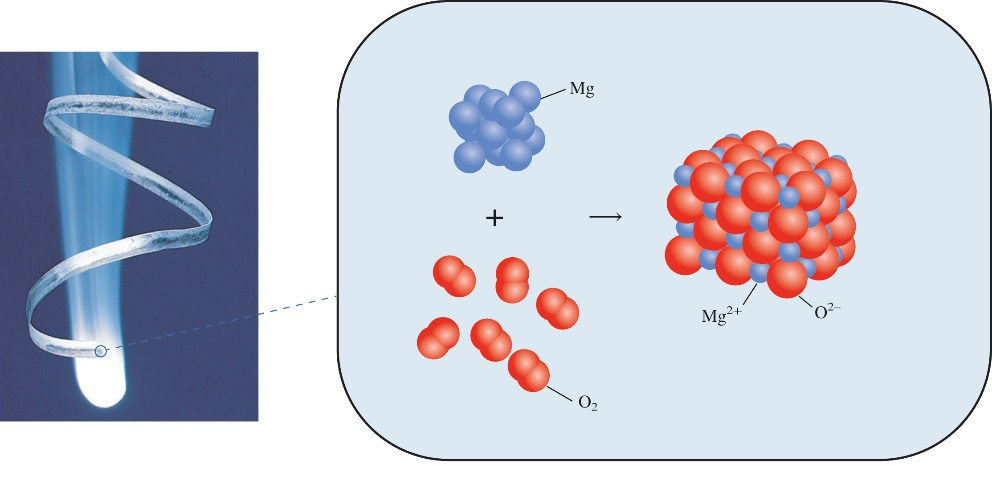 Mg
+
→
Mg²⁺
O²⁻
O₂